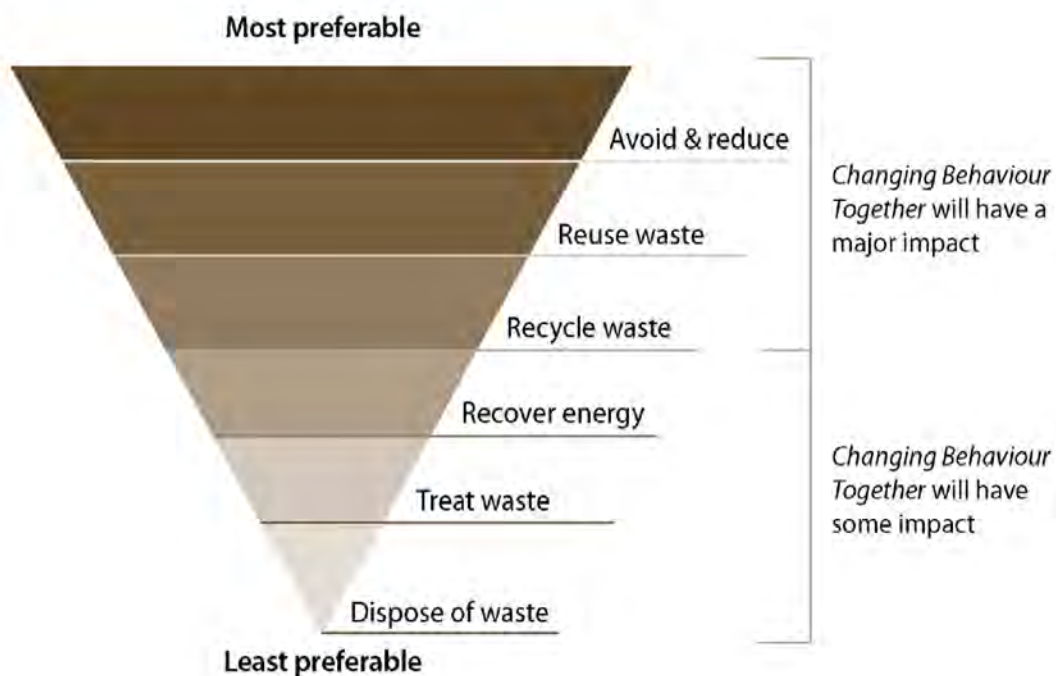 Most preferable
Avoid & reduce
Changing Behaviour
Together will have a
major impact
Reuse waste
Recycle waste
Recover energy
Changing Behaviour
Together will have
some impact
Treat waste
Dispose of waste
Least preferable